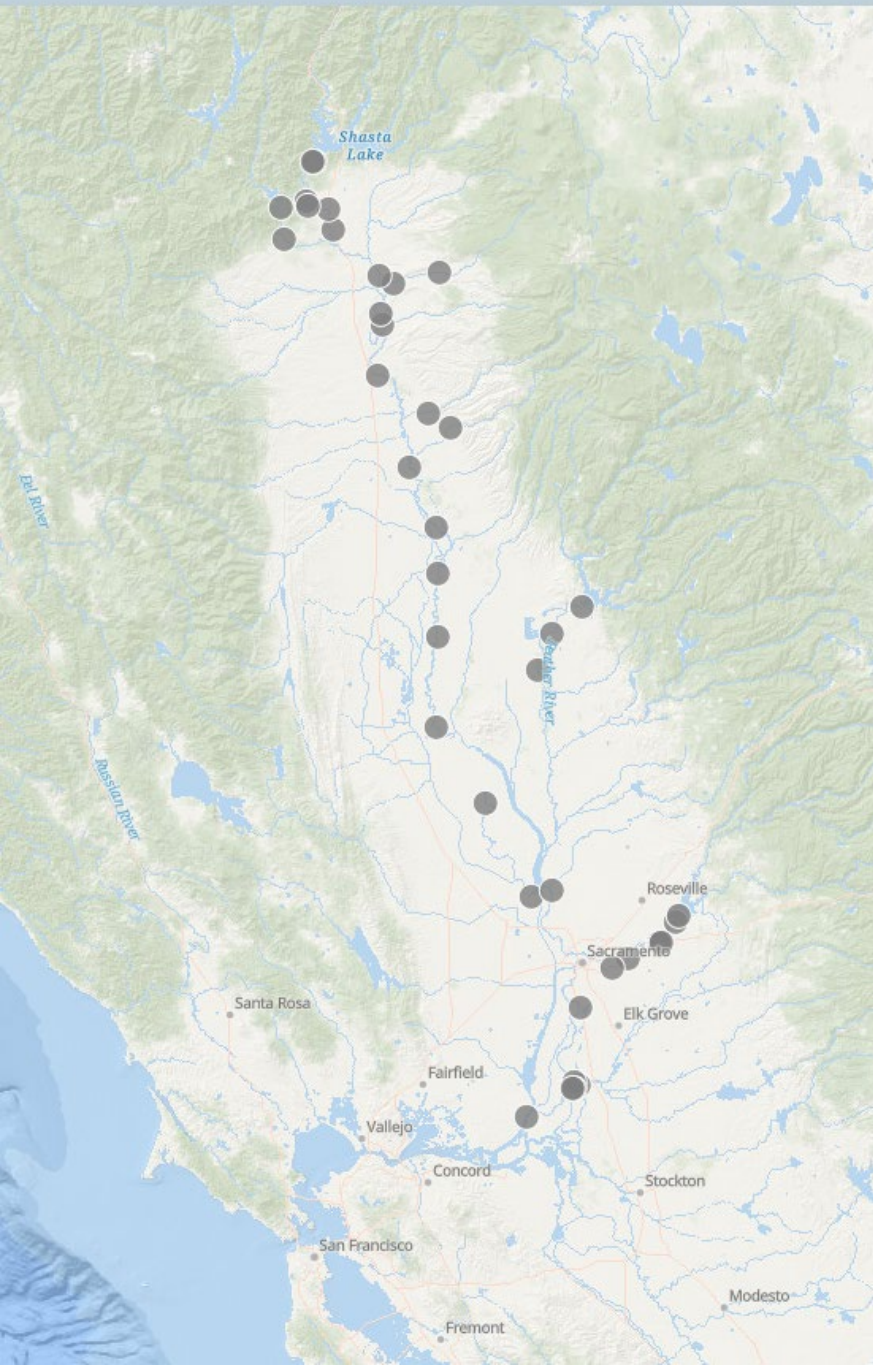 Shasta
Lake
Eel River
Feather River
Russian River
Roseville
Sacramento
Santa Rosa
Elk Grove
Fairfield
Vallejo
Concord
Stockton
San Francisco
Modesto
Fremont